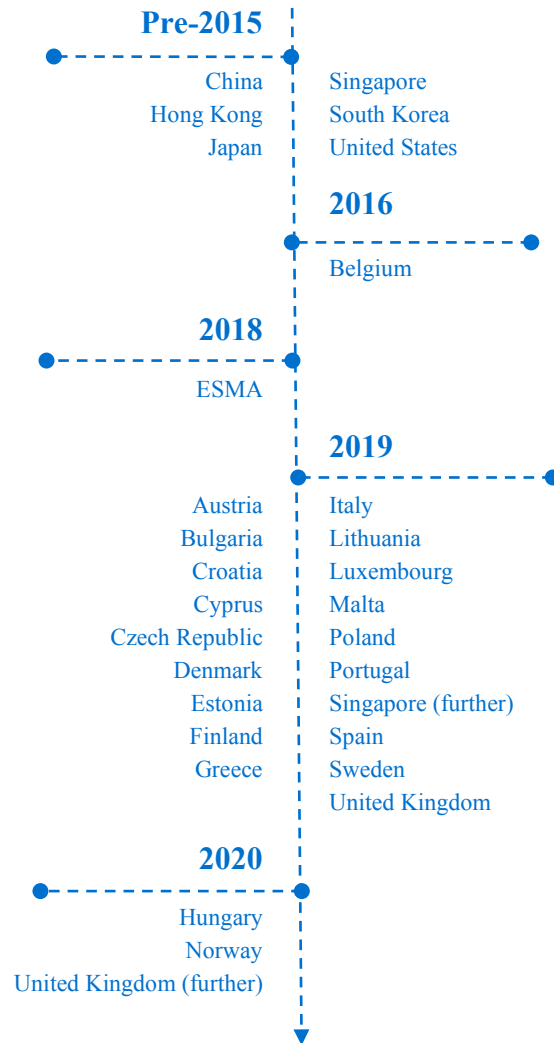 Pre-2015
China
Hong Kong
Japan
Singapore
South Korea
United States
2016
Belgium
2018
ESMA
2019
Austria
Bulgaria
Croatia
Cyprus
Czech Republic
Denmark
Estonia
Finland
Greece
Italy
Lithuania
Luxembourg
Malta
Poland
Portugal
Singapore (further)
Spain
Sweden
United Kingdom
2020
Hungary
Norway
United Kingdom (further)